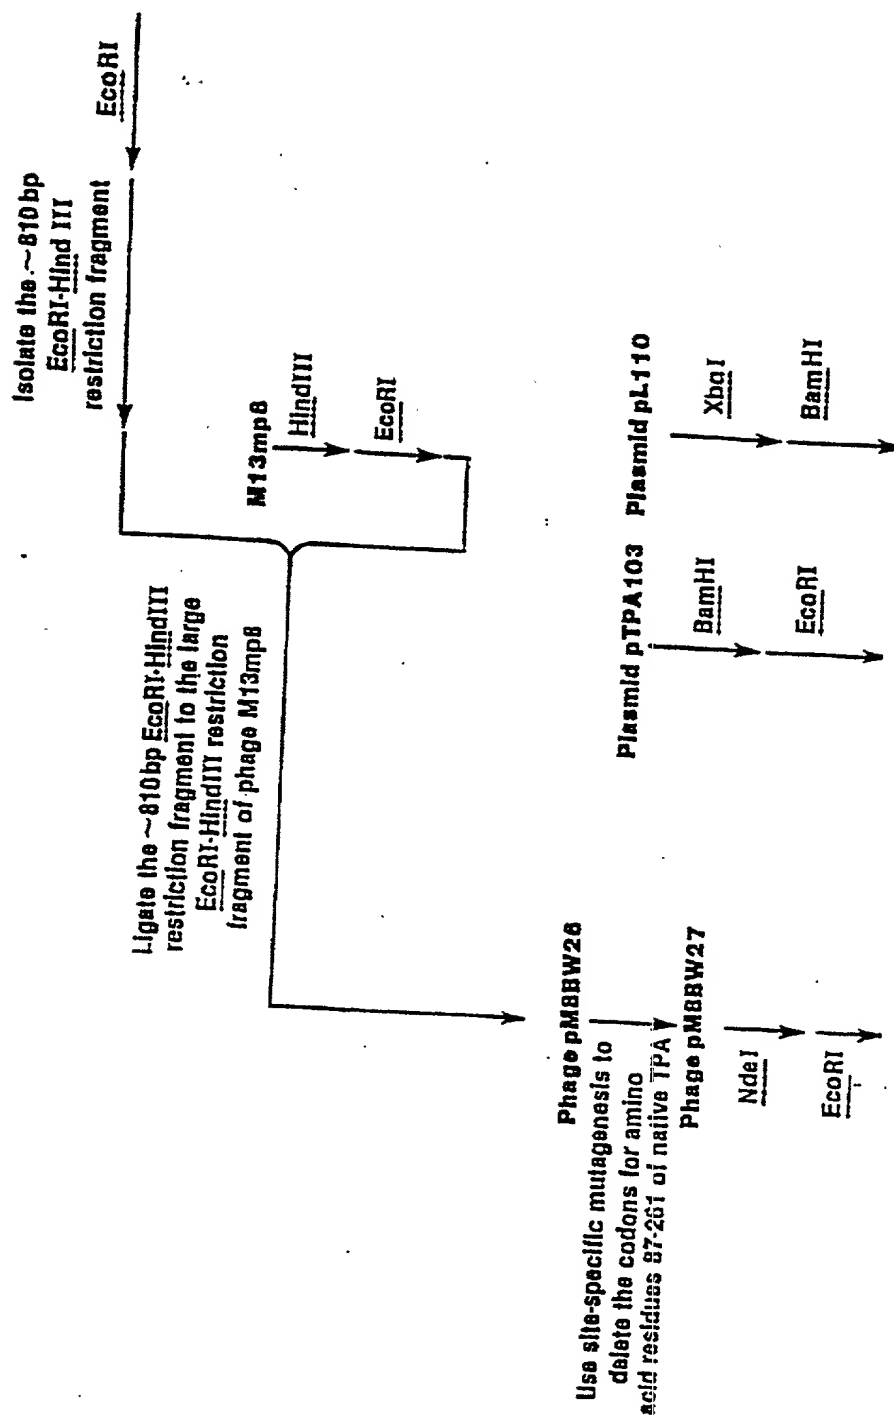 Isolate the ~810bp
EcoRI-Hind III
restriction fragment
EcoRI
Ligate the ~810bp EcoRI-HindIII
restriction fragment to the large
EcoRI-HindIII restriction
fragment of phage M13mp8
M13mp8
HindIII
EcoRI
Phage pM8BW26
Use site-specific mutagenesis to
delete the codons for amino
acid residues 87-261 of native TPA
Phage pM8BW27
NdeI
EcoRI
Plasmid pTPA103
BamHI
EcoRI
Plasmid pL110
XbaI
BamHI